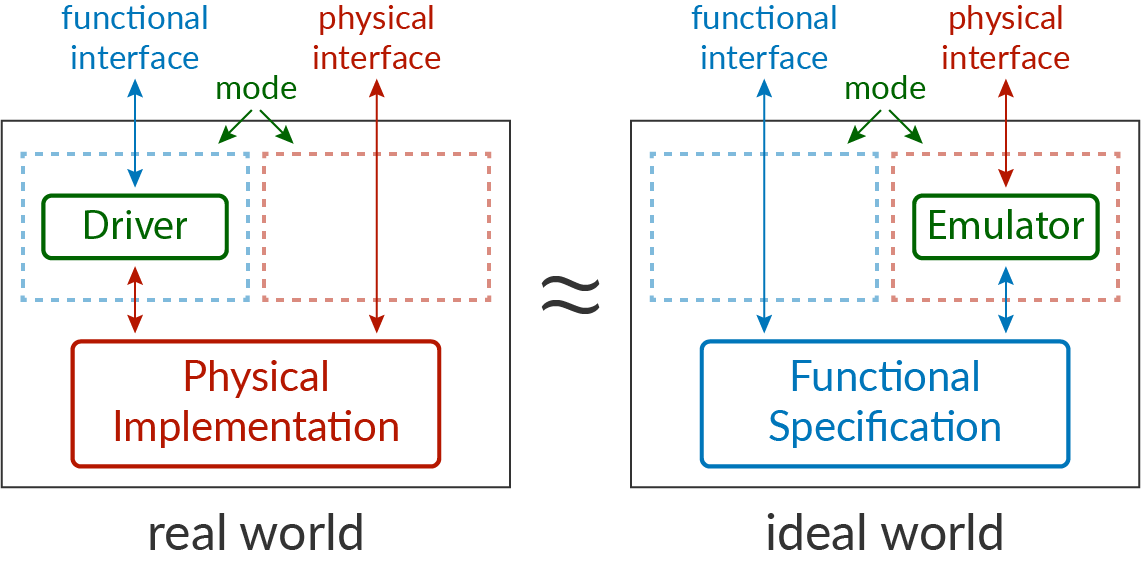 functional
interface
physical
interface
mode
Driver
Physical
Implementation
real world
≈
functional
interface
physical
interface
mode
Emulator
Functional
Specification
ideal world